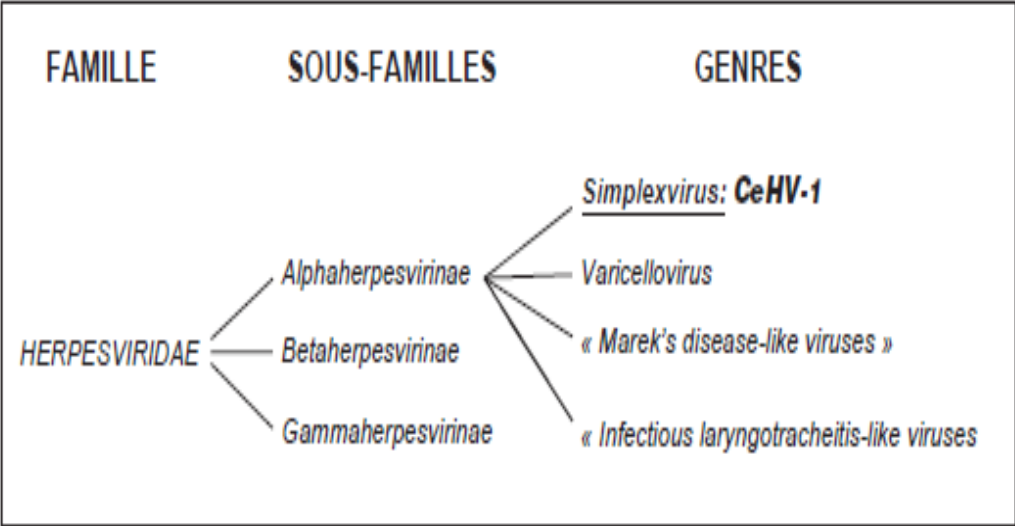 FAMILLE SOUS-FAMILLES GENRES
Simplexvirus: CeHV-1
Alphaherpesvirinae Varicellovirus
« Marek's disease-like viruses »
HERPESVIRIDAE Betaherpesvirinae
Gammaherpesvirinae « Infectious laryngotracheitis-like viruses